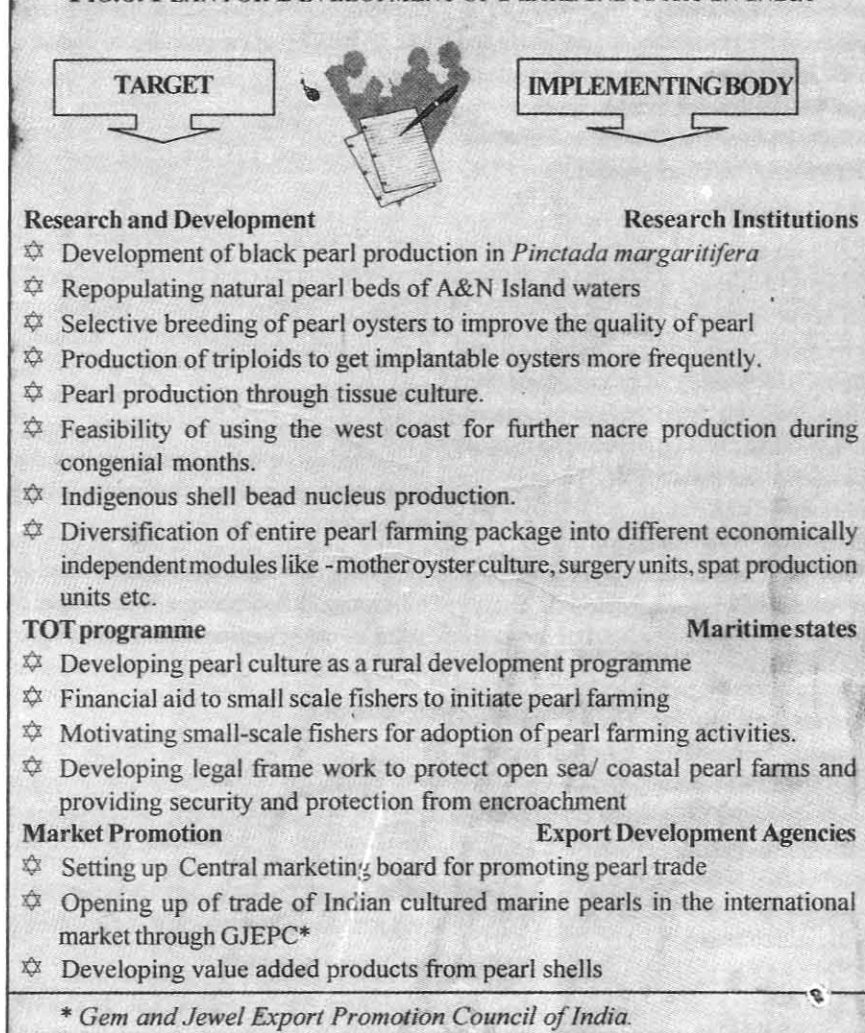 TARGET IMPLEMENTING BODY
Research and Development Research Institutions
✡ Development of black pearl production in Pinctada margaritifera
✡ Repopulating natural pearl beds of A&N Island waters
✡ Selective breeding of pearl oysters to improve the quality of pearl
✡ Production of triploids to get implantable oysters more frequently.
✡ Pearl production through tissue culture.
✡ Feasibility of using the west coast for further nacre production during
congenial months.
✡ Indigenous shell bead nucleus production.
✡ Diversification of entire pearl farming package into different economically
independent modules like - mother oyster culture, surgery units, spat production
units etc.
TOT programme Maritime states
✡ Developing pearl culture as a rural development programme
✡ Financial aid to small scale fishers to initiate pearl farming
✡ Motivating small-scale fishers for adoption of pearl farming activities.
✡ Developing legal frame work to protect open sea/ coastal pearl farms and
providing security and protection from encroachment
Market Promotion Export Development Agencies
✡ Setting up Central marketing board for promoting pearl trade
✡ Opening up of trade of Indian cultured marine pearls in the international
market through GJEPC*
✡ Developing value added products from pearl shells
* Gem and Jewel Export Promotion Council of India.